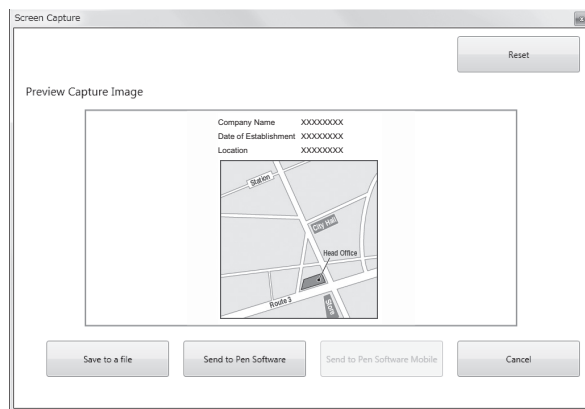 Screen Capture
Reset
Preview Capture Image
Company Name XXXXXXXX
Date of Establishment XXXXXXXX
Location XXXXXXXX
Station
City Hall
Head Office
Route 3
Store
Save to a file
Send to Pen Software
Send to Pen Software Mobile
Cancel